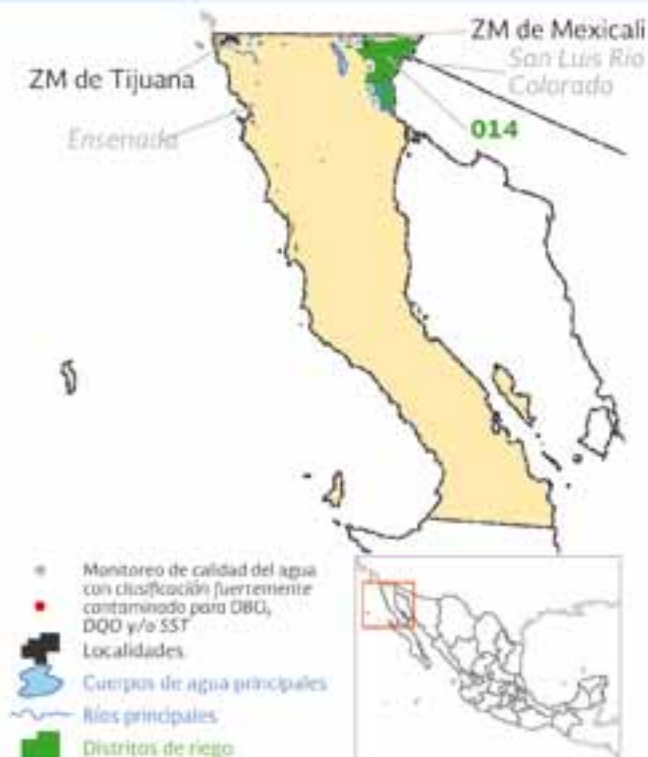 ZM de Mexicali
San Luis Río
Colorado
ZM de Tijuana
Ensenada
014
Monitoreo de calidad del agua
con clasificación fuertemente
contaminado para DBO,
DQO y/o SST
Localidades
Cuerpos de agua principales
Ríos principales
Distritos de riego